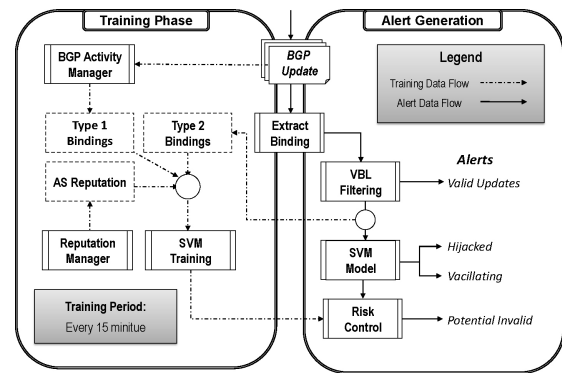 Training Phase
Alert Generation
BGP Activity
Manager
BGP
Update
Legend
Training Data Flow
Alert Data Flow
Type 1
Bindings
Type 2
Bindings
Extract
Binding
Alerts
VBL
Filtering
Valid Updates
AS Reputation
Reputation
Manager
SVM
Training
SVM
Model
Hijacked
Vacillating
Training Period:
Every 15 minitue
Risk
Control
Potential Invalid